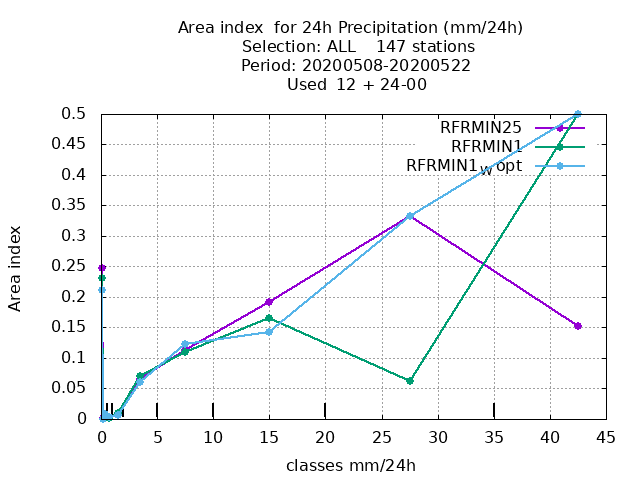 Area index  for 24h Precipitation (mm/24h)
Selection: ALL    147 stations
Period: 20200508-20200522
Used  12 + 24-00
RFRMIN25
RFRMIN1
RFRMIN1wopt
0.5
0.45
0.4
0.35
0.3
0.25
0.2
0.15
0.1
0.05
0
Area index
0 5 10 15 20 25 30 35 40 45
classes mm/24h